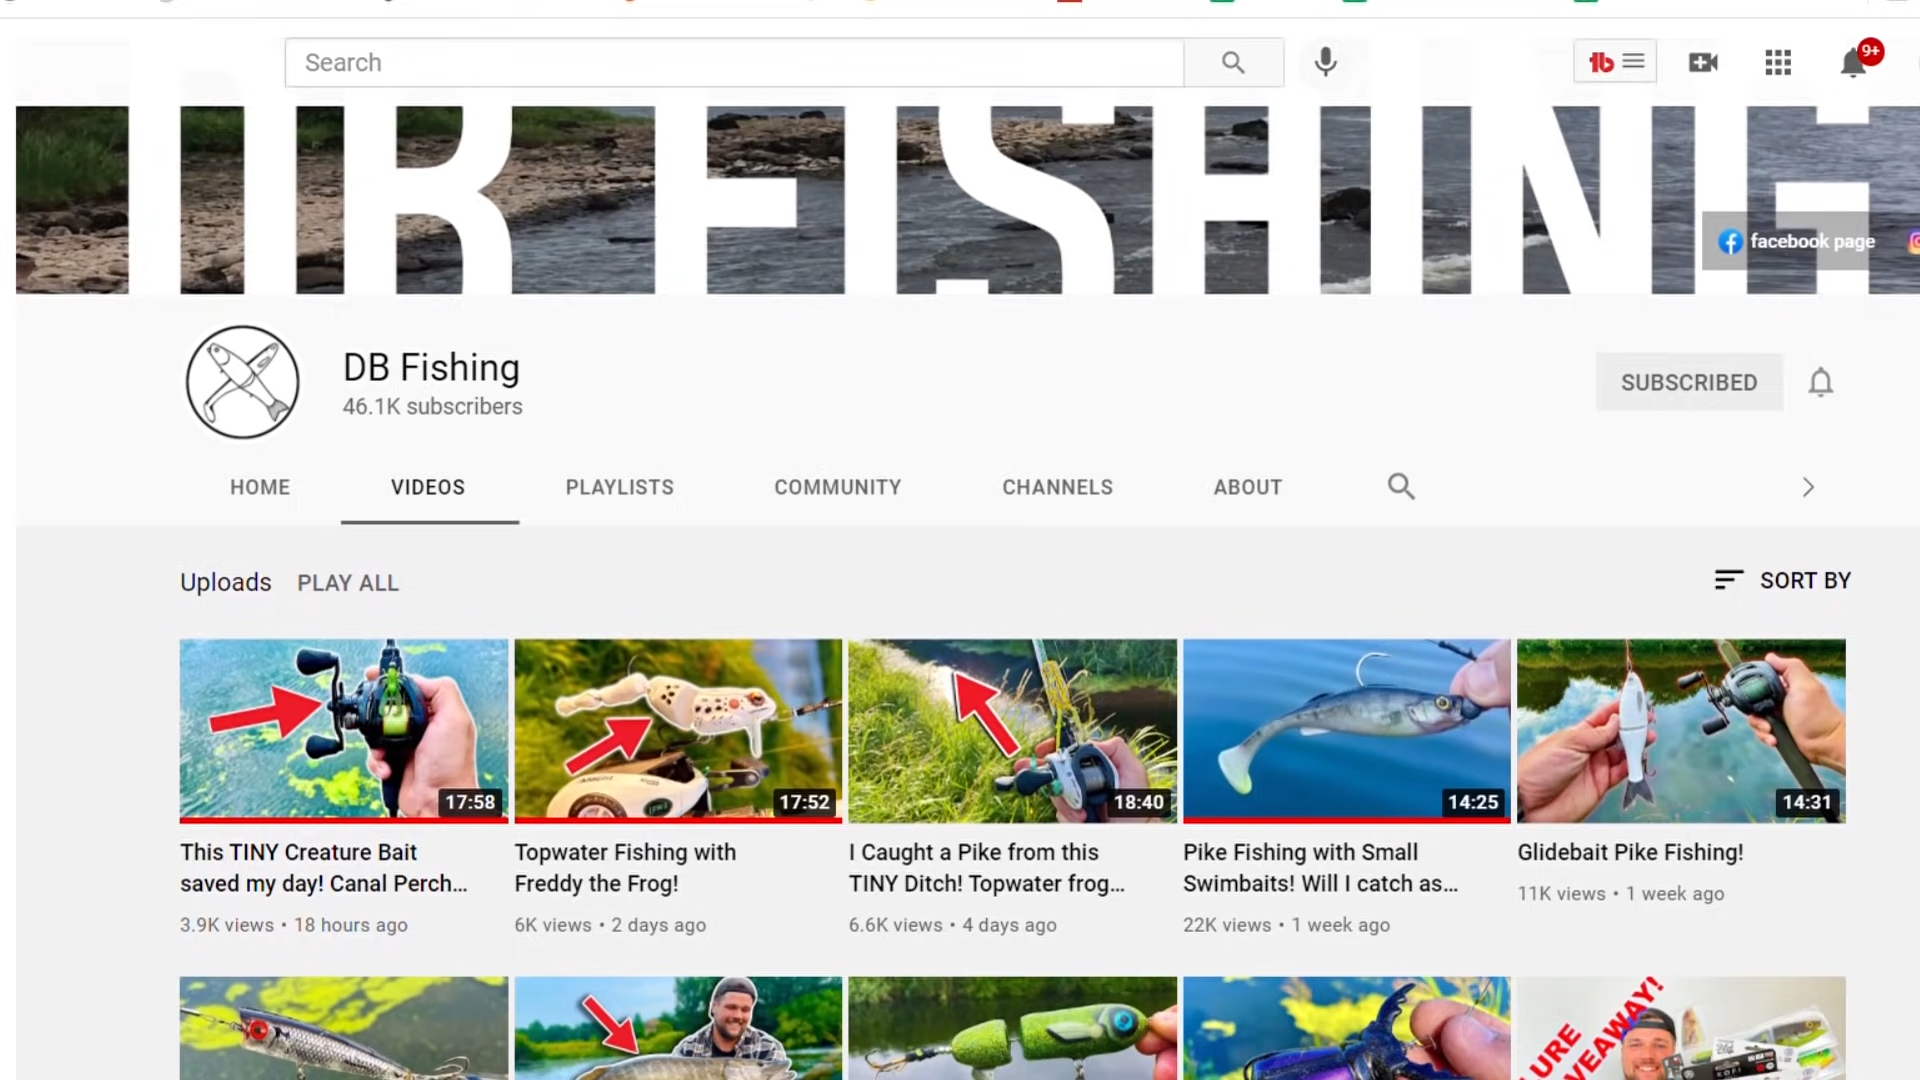 Search
9+
DB FISHING
facebook page
DB Fishing
46.1K subscribers
SUBSCRIBED
HOME
VIDEOS
PLAYLISTS
COMMUNITY
CHANNELS
ABOUT
Uploads
PLAY ALL
SORT BY
17:58
17:52
18:40
14:25
14:31
This TINY Creature Bait
saved my day! Canal Perch...
3.9K views • 18 hours ago
Topwater Fishing with
Freddy the Frog!
6K views • 2 days ago
I Caught a Pike from this
TINY Ditch! Topwater frog...
6.6K views • 4 days ago
Pike Fishing with Small
Swimbaits! Will I catch as...
22K views • 1 week ago
Glidebait Pike Fishing!
11K views • 1 week ago
LURE